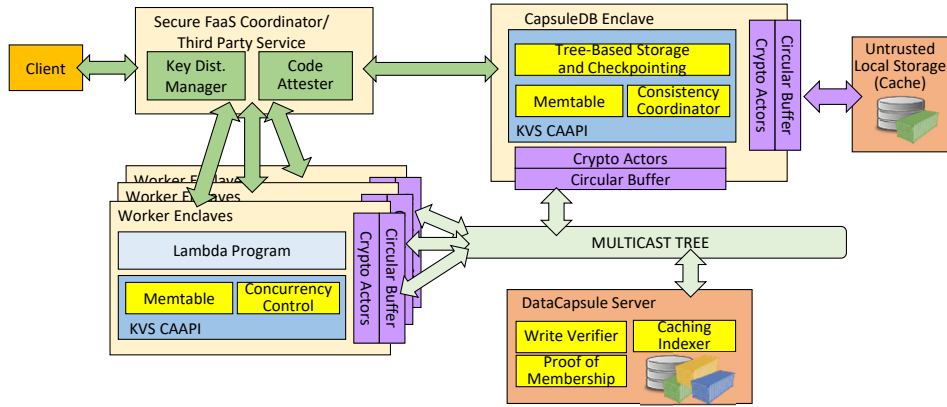 Secure FaaS Coordinator/
Third Party Service
Client
Key Dist.
Manager
Code
Attester
CapsuleDB Enclave
Tree-Based Storage
and Checkpointing
Memtable
Consistency
Coordinator
KVS CAAPI
Crypto Actors
Circular Buffer
Crypto Actors
Circular Buffer
Untrusted
Local Storage
(Cache)
Worker Enclaves
Worker Enclaves
Lambda Program
Memtable
Concurrency
Control
KVS CAAPI
Crypto Actors
Circular Buffer
MULTICAST TREE
DataCapsule Server
Write Verifier
Proof of
Membership
Caching
Indexer